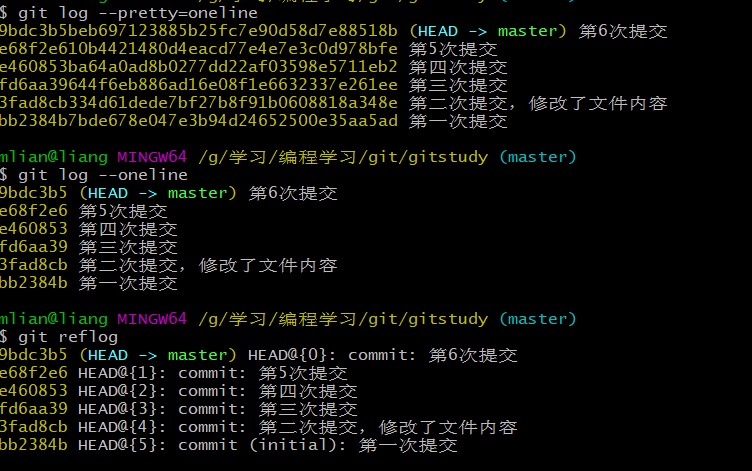 $ git log --pretty=oneline
9bdc3b5beb697123885b25fc7e90d58d7e88518b (HEAD -> master) 第6次提交
e68f2e610b4421480d4eacd77e4e7e3c0d978bfe 第5次提交
e460853ba64a0ad8b0277dd22af03598e5711eb2 第四次提交
fd6aa39644f6eb886ad16e08f1e6632337e261ee 第三次提交
3fad8cb334d61dede7bf27b8f91b0608818a348e 第二次提交，修改了文件内容
bb2384b7bde678e047e3b94d24652500e35aa5ad 第一次提交
mlian@liang MINGW64 /g/学习/编程学习/git/gitstudy (master)
$ git log --oneline
9bdc3b5 (HEAD -> master) 第6次提交
e68f2e6 第5次提交
e460853 第四次提交
fd6aa39 第三次提交
3fad8cb 第二次提交，修改了文件内容
bb2384b 第一次提交
mlian@liang MINGW64 /g/学习/编程学习/git/gitstudy (master)
$ git reflog
9bdc3b5 (HEAD -> master) HEAD@{0}: commit: 第6次提交
e68f2e6 HEAD@{1}: commit: 第5次提交
e460853 HEAD@{2}: commit: 第四次提交
fd6aa39 HEAD@{3}: commit: 第三次提交
3fad8cb HEAD@{4}: commit: 第二次提交，修改了文件内容
bb2384b HEAD@{5}: commit (initial): 第一次提交